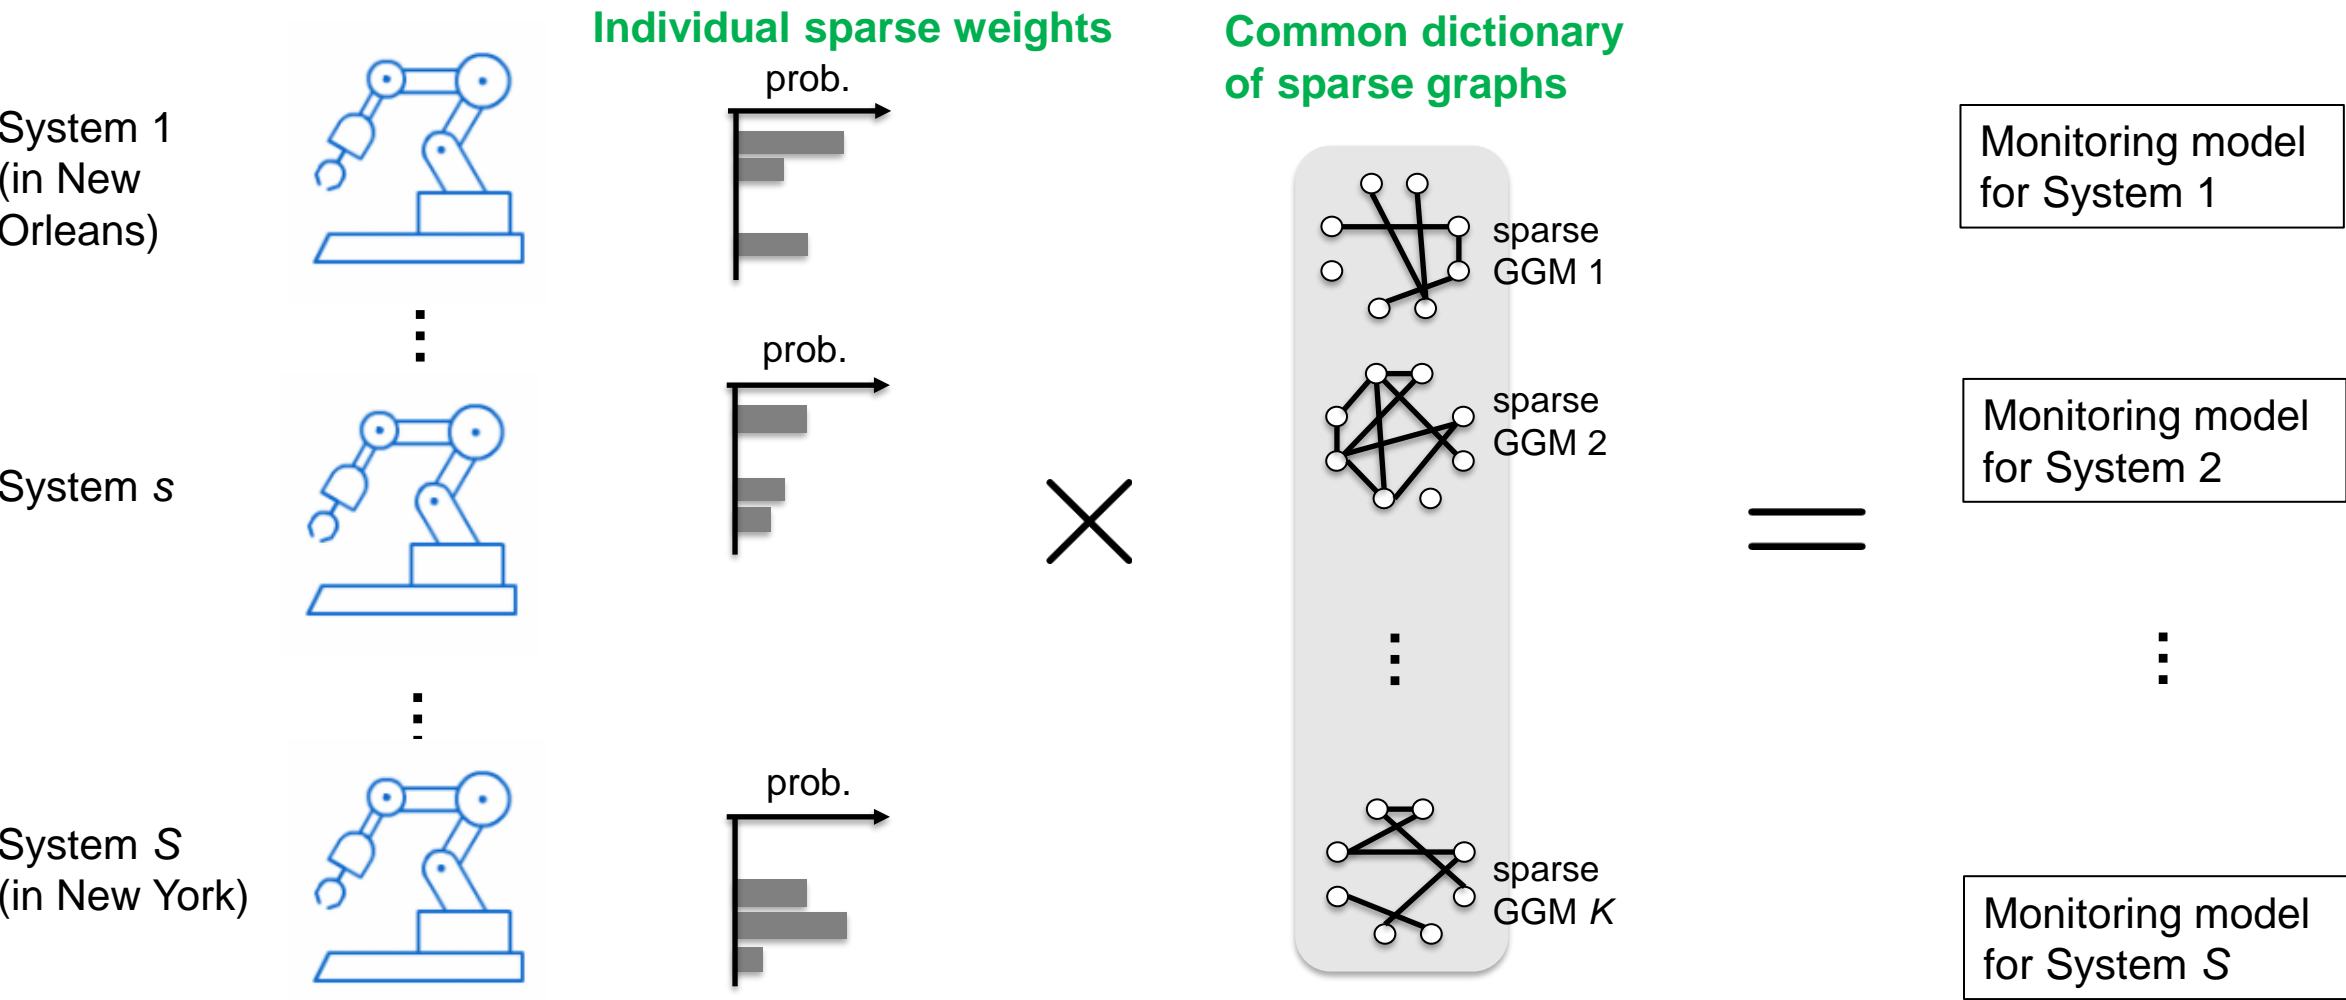 Individual sparse weights
Common dictionary
of sparse graphs
System 1
(in New
Orleans)
prob.
sparse
GGM 1
Monitoring model
for System 1
System s
prob.
sparse
GGM 2
Monitoring model
for System 2
System S
(in New York)
prob.
sparse
GGM K
Monitoring model
for System S